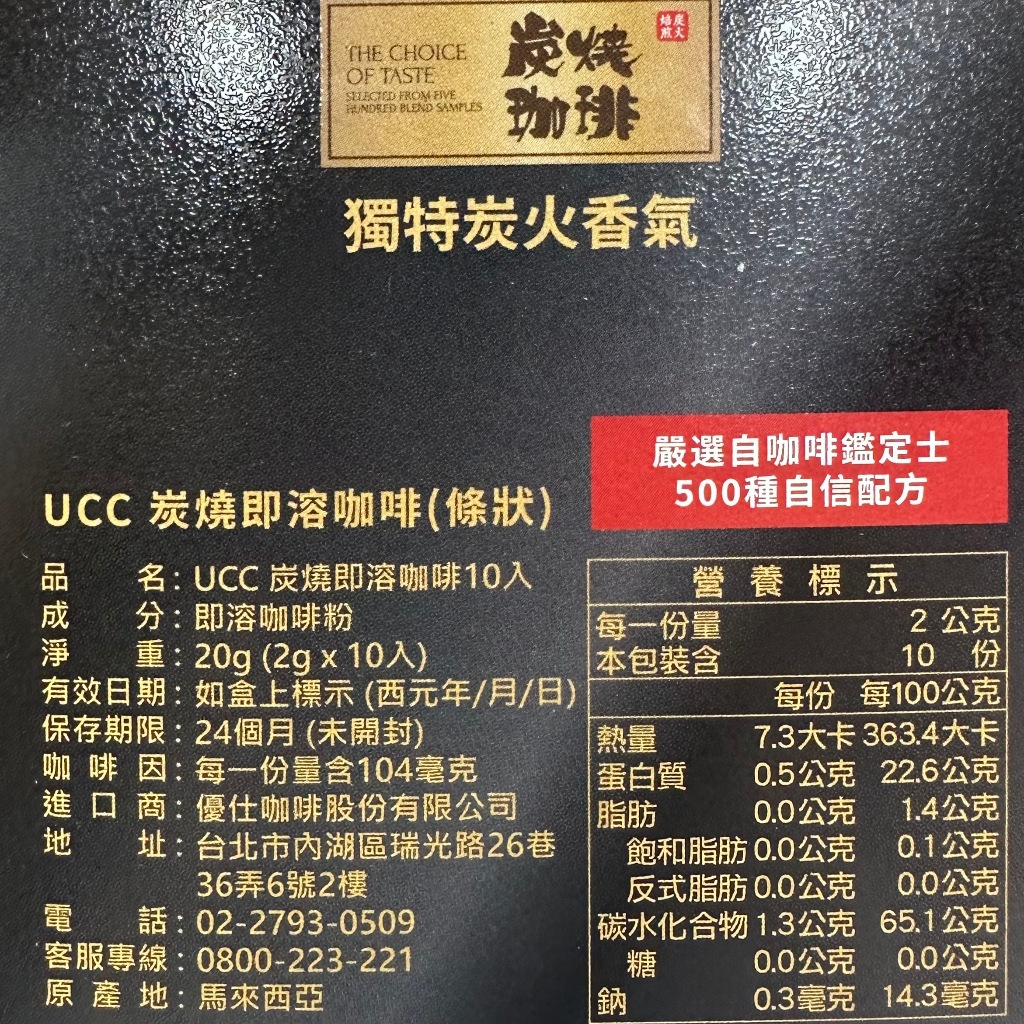 THE CHOICE
OF TASTE
SELECTED FROM FIVE
HUNDRED BLEND SAMPLES
炭燒
珈琲
炭火
焙煎
獨特炭火香氣
嚴選自咖啡鑑定士
500種自信配方
UCC 炭燒即溶咖啡(條狀)
品名: UCC 炭燒即溶咖啡10入
成分: 即溶咖啡粉
淨重: 20g (2g x 10入)
有效日期: 如盒上標示 (西元年/月/日)
保存期限: 24個月 (未開封)
咖啡因: 每一份量含104毫克
進口商: 優仕咖啡股份有限公司
地址: 台北市內湖區瑞光路26巷
36弄6號2樓
電話: 02-2793-0509
客服專線: 0800-223-221
原產地: 馬來西亞
營養標示
每一份量 2 公克
本包裝含 10 份
每份 每100公克
熱量 7.3大卡 363.4大卡
蛋白質 0.5公克 22.6公克
脂肪 0.0公克 1.4公克
飽和脂肪 0.0公克 0.1公克
反式脂肪 0.0公克 0.0公克
碳水化合物 1.3公克 65.1公克
糖 0.0公克 0.0公克
鈉 0.3毫克 14.3毫克